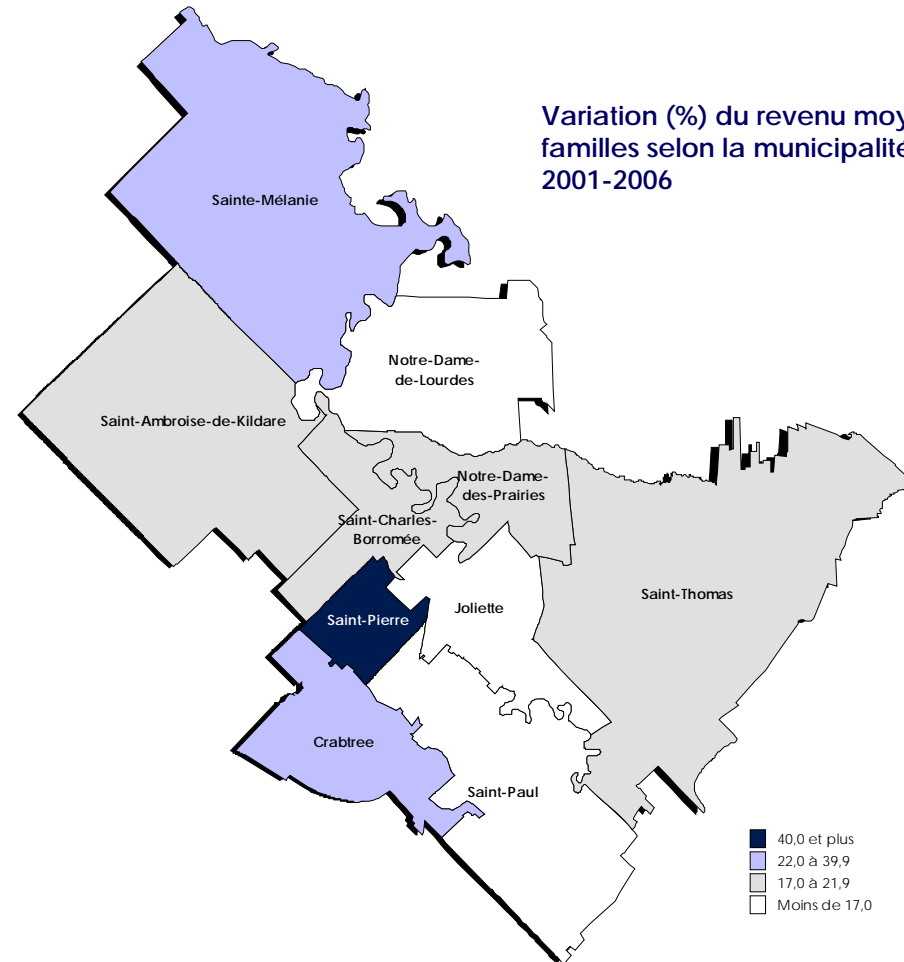 Variation (%) du revenu moy
familles selon la municipalité
2001-2006
Sainte-Mélanie
Notre-Dame-
de-Lourdes
Saint-Ambroise-de-Kildare
Notre-Dame-
des-Prairies
Saint-Charles-
Borromée
Saint-Thomas
Saint-Pierre
Joliette
Crabtree
Saint-Paul
40,0 et plus
22,0 à 39,9
17,0 à 21,9
Moins de 17,0